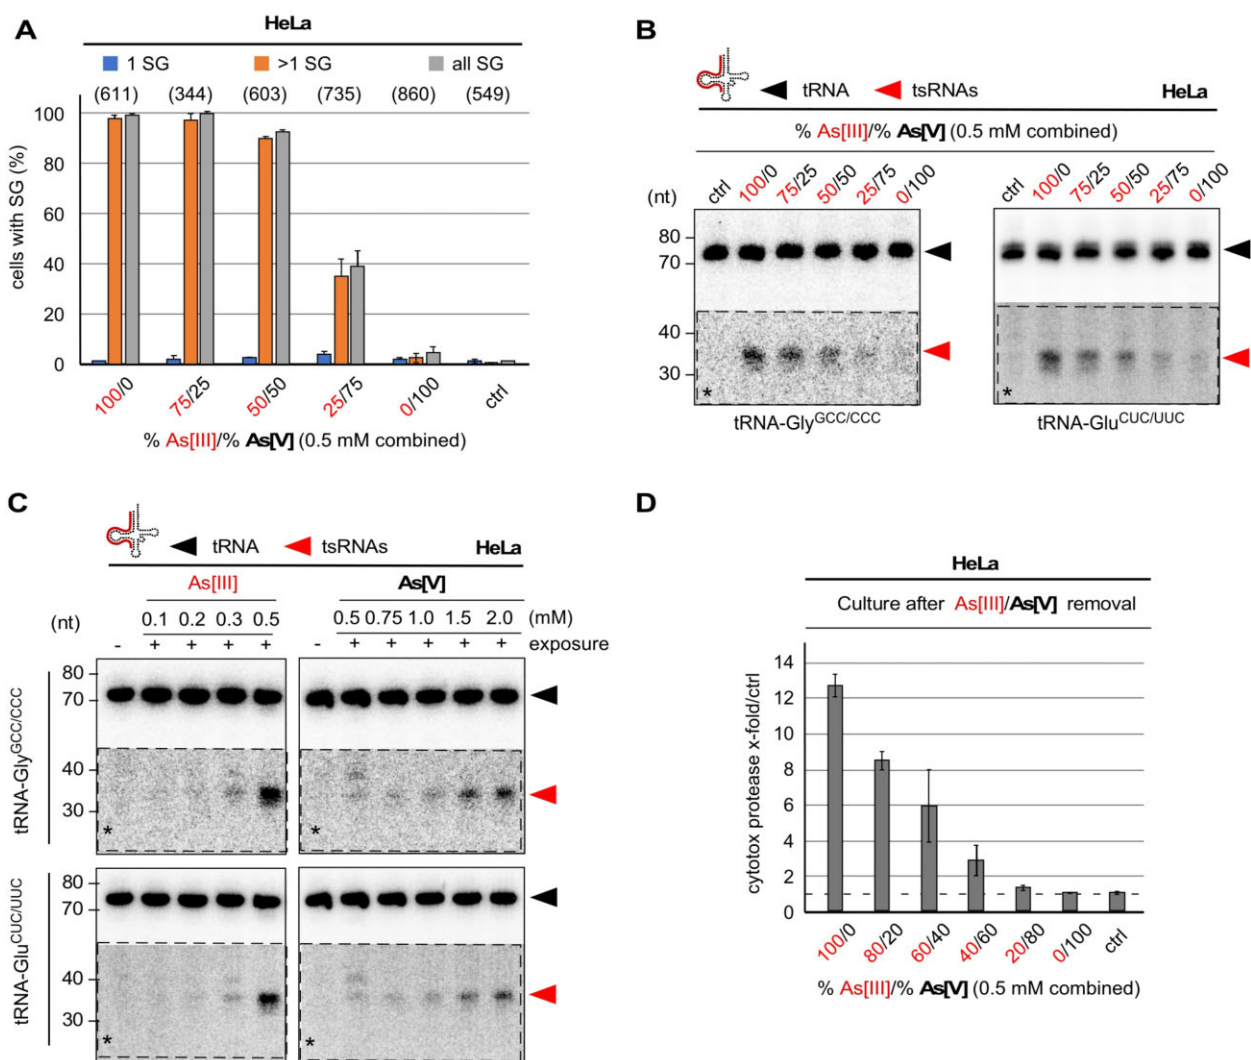 A
HeLa
1 SG >1 SG all SG
(611) (344) (603) (735) (860) (549)
cells with SG (%)
100
80
60
40
20
0
100/0 75/25 50/50 25/75 0/100 ctrl
% As[III]/% As[V] (0.5 mM combined)
B
tRNA tsRNAs HeLa
% As[III]/% As[V] (0.5 mM combined)
(nt) ctrl 100/0 75/25 50/50 25/75 0/100 ctrl 100/0 75/25 50/50 25/75 0/100
80
70
40
30
* *
tRNA-GlyGCC/CCC tRNA-GluCUC/UUC
C
tRNA tsRNAs HeLa
As[III] As[V]
(nt) 0.1 0.2 0.3 0.5 0.5 0.75 1.0 1.5 2.0 (mM)
- + + + + - + + + + + exposure
tRNA-GlyGCC/CCC
80
70
40
30
* *
tRNA-GluCUC/UUC
80
70
40
30
* *
D
HeLa
Culture after As[III]/As[V] removal
cytotox protease x-fold/ctrl
14
12
10
8
6
4
2
0
100/0 80/20 60/40 40/60 20/80 0/100 ctrl
% As[III]/% As[V] (0.5 mM combined)